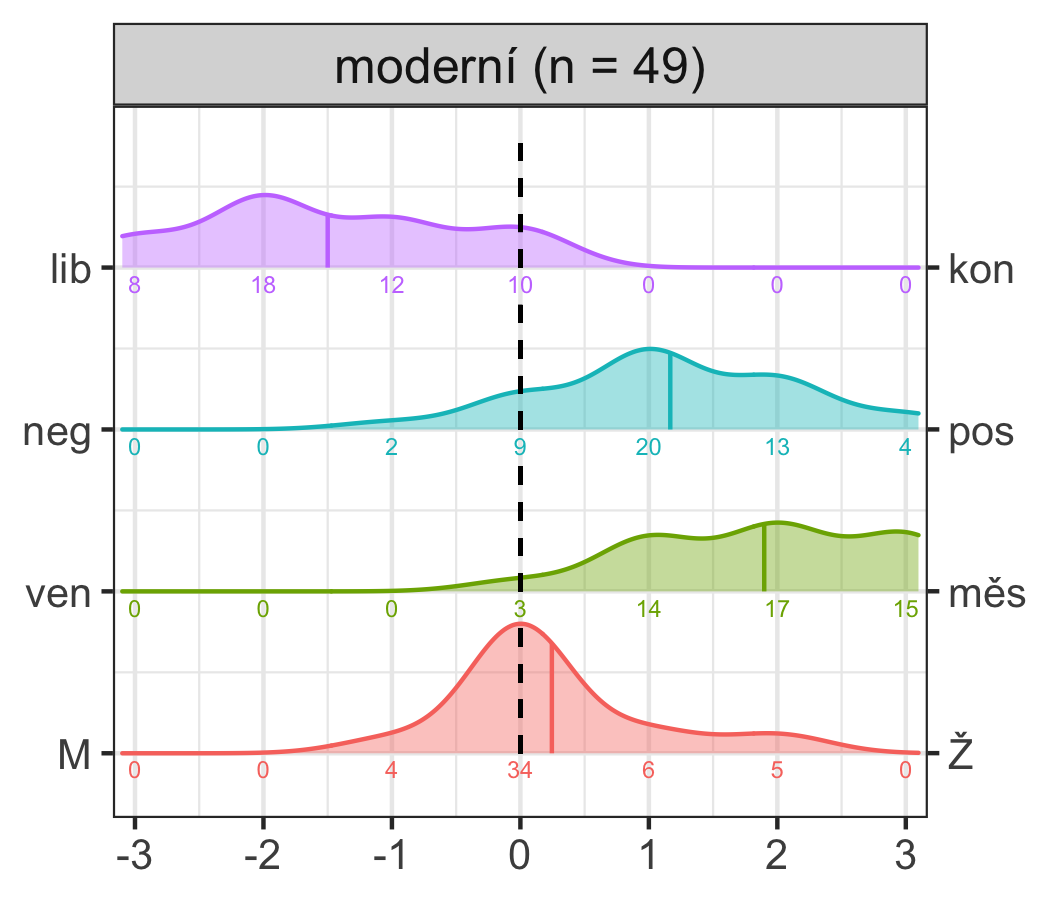 moderní (n = 49)
lib kon
8 18 12 10 0 0 0
neg pos
0 0 2 9 20 13 4
ven měs
0 0 0 3 14 17 15
M Ž
0 0 4 34 6 5 0
-3 -2 -1 0 1 2 3